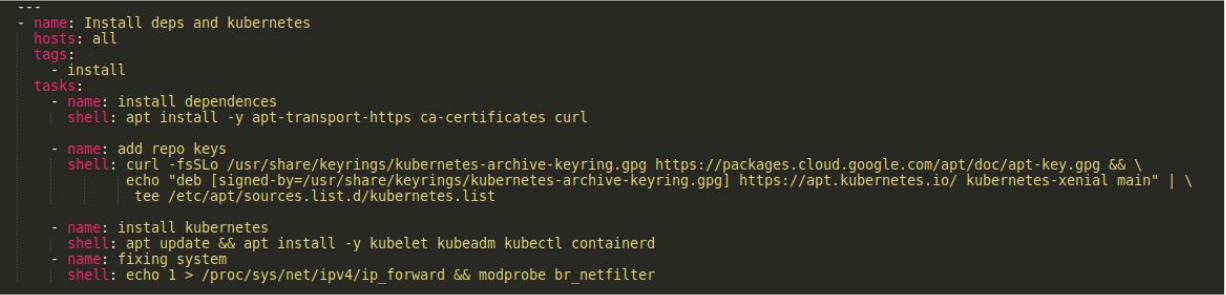 ---
- name: Install deps and kubernetes
  hosts: all
  tags:
    - install
  tasks:
    - name: install dependences
      shell: apt install -y apt-transport-https ca-certificates curl

    - name: add repo keys
      shell: curl -fsSLo /usr/share/keyrings/kubernetes-archive-keyring.gpg https://packages.cloud.google.com/apt/doc/apt-key.gpg && \
             echo "deb [signed-by=/usr/share/keyrings/kubernetes-archive-keyring.gpg] https://apt.kubernetes.io/ kubernetes-xenial main" | \
              tee /etc/apt/sources.list.d/kubernetes.list

    - name: install kubernetes
      shell: apt update && apt install -y kubelet kubeadm kubectl containerd
    - name: fixing system
      shell: echo 1 > /proc/sys/net/ipv4/ip_forward && modprobe br_netfilter